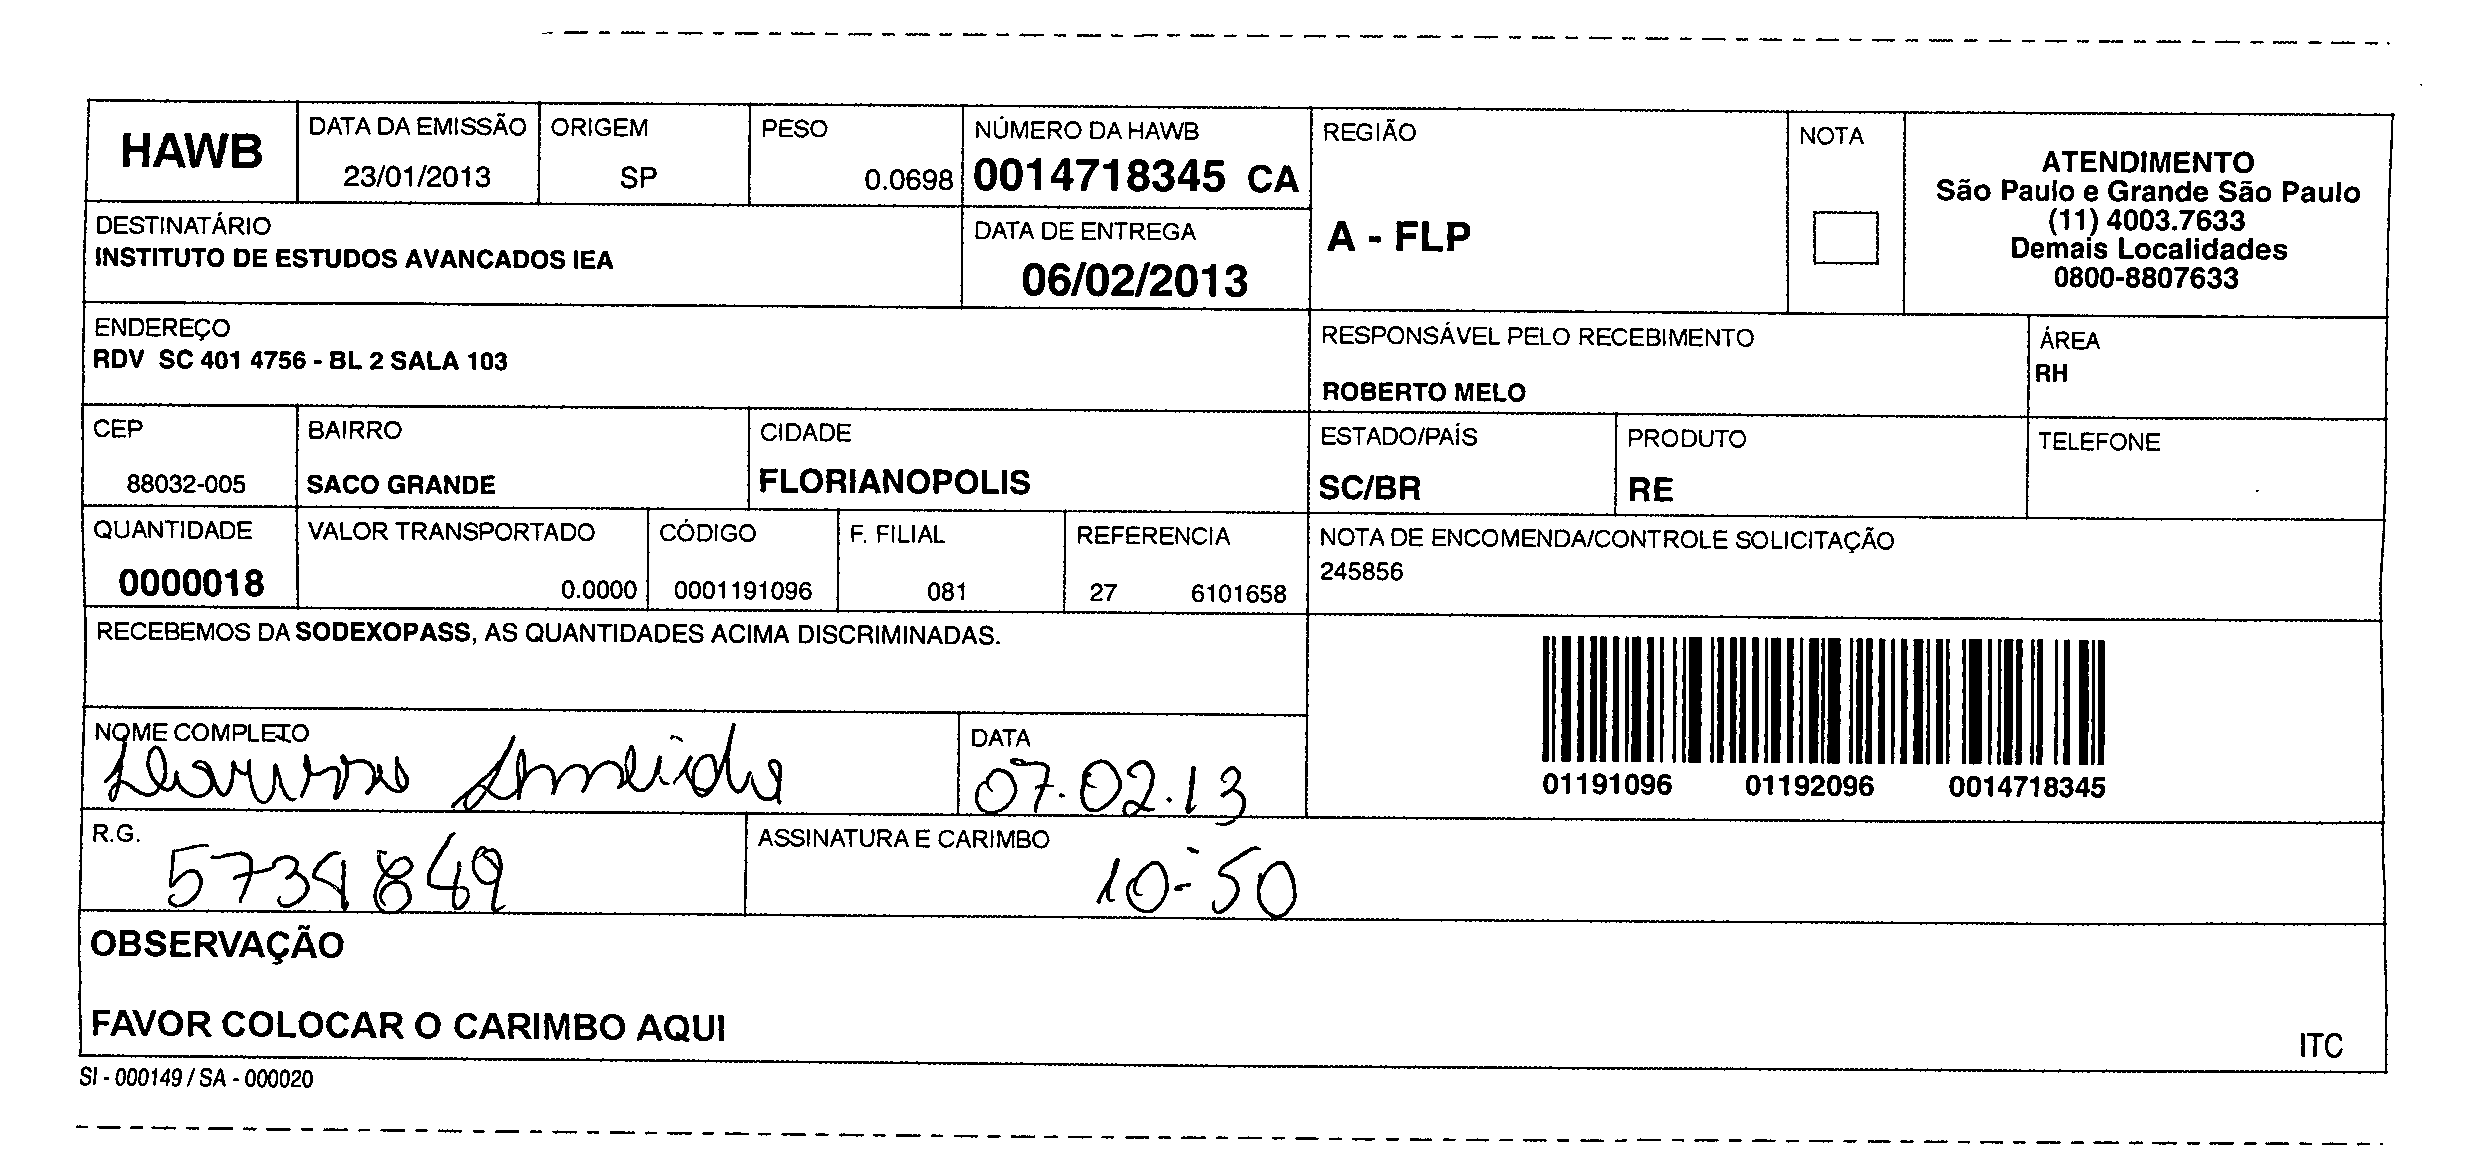 HAWB
DATA DA EMISSÃO
23/01/2013
ORIGEM
SP
PESO
0.0698
NÚMERO DA HAWB
0014718345 CA
REGIÃO
A - FLP
NOTA
ATENDIMENTO
São Paulo e Grande São Paulo
(11) 4003.7633
Demais Localidades
0800-8807633
DESTINATÁRIO
INSTITUTO DE ESTUDOS AVANCADOS IEA
DATA DE ENTREGA
06/02/2013
ENDEREÇO
RDV SC 401 4756 - BL 2 SALA 103
RESPONSÁVEL PELO RECEBIMENTO
ROBERTO MELO
ÁREA
RH
CEP
88032-005
BAIRRO
SACO GRANDE
CIDADE
FLORIANOPOLIS
ESTADO/PAÍS
SC/BR
PRODUTO
RE
TELEFONE
QUANTIDADE
0000018
VALOR TRANSPORTADO
0.0000
CÓDIGO
0001191096
F. FILIAL
081
REFERENCIA
27 6101658
NOTA DE ENCOMENDA/CONTROLE SOLICITAÇÃO
245856
RECEBEMOS DA SODEXOPASS, AS QUANTIDADES ACIMA DISCRIMINADAS.
01191096 01192096 0014718345
NOME COMPLETO
Almeida
DATA
07.02.13
R.G.
5739869
ASSINATURA E CARIMBO
10:50
OBSERVAÇÃO
FAVOR COLOCAR O CARIMBO AQUI
ITC
SI - 000149 / SA - 000020